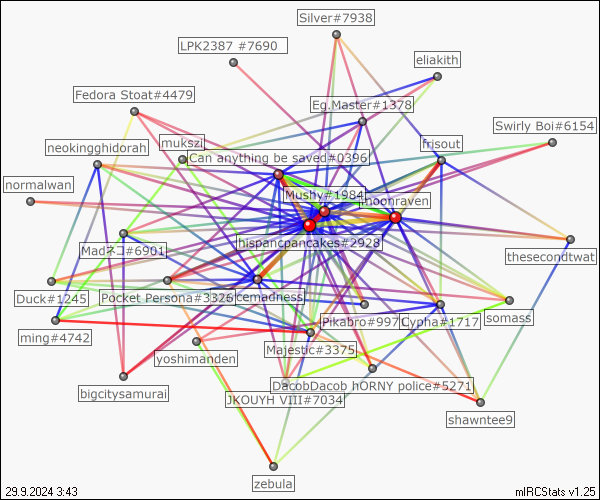 Silver#7938
LPK2387 #7690
eliakith
Fedora Stoat#4479
Eg.Master#1378
Swirly Boi#6154
mukszi
neokingghidorah
frisout
Can anything be saved#0396
normalwan
Mushy#1984
moonraven
hispancpancakes#2928
Madネコ#6901
thesecondtwat
Duck#1245
Pocket Persona#3326
cemadness
Pikabro#997
Cypha#1717
somass
ming#4742
Majestic#3375
yoshimanden
bigcitysamurai
DacobDacob hORNY police#5271
JKOUYH VIII#7034
shawntee9
zebula
29.9.2024 3:43
mIRCStats v1.25